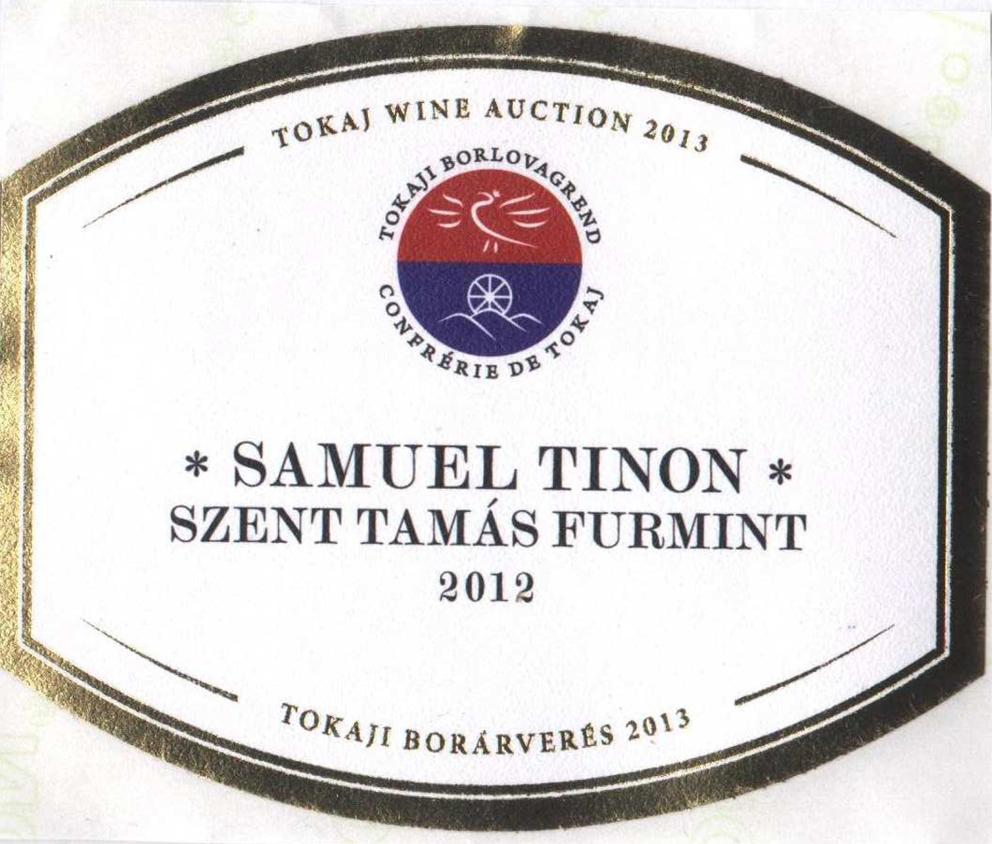 TOKAJ WINE AUCTION 2013
TOKAJI BORLOVAGREND
CONFRÉRIE DE TOKAJ
* SAMUEL TINON *
SZENT TAMÁS FURMINT
2012
TOKAJI BORÁRVERÉS 2013